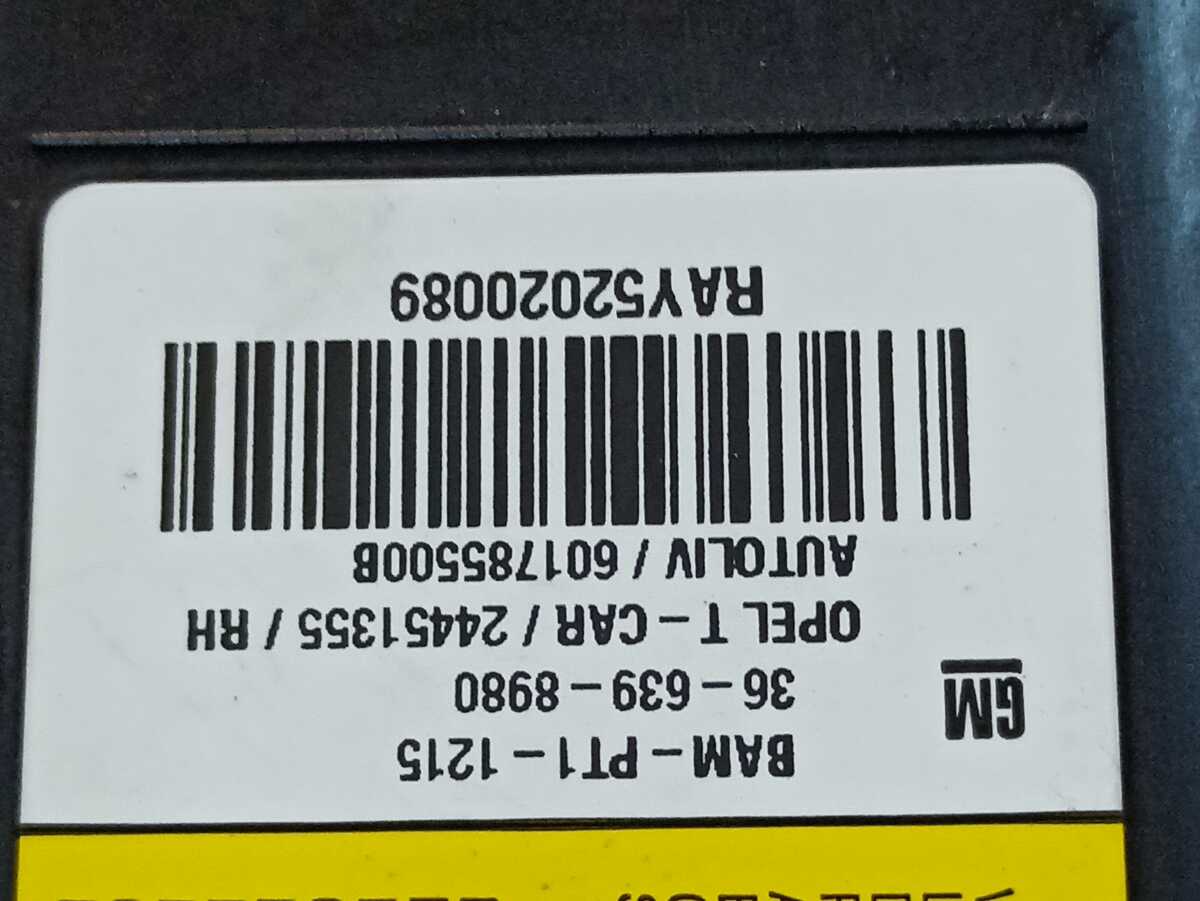 GM
BAM – PT1 – 1215
36 – 639 – 8980
OPEL T – CAR / 24451355 / RH
AUTOLIV / 601785500B
RAY52020089